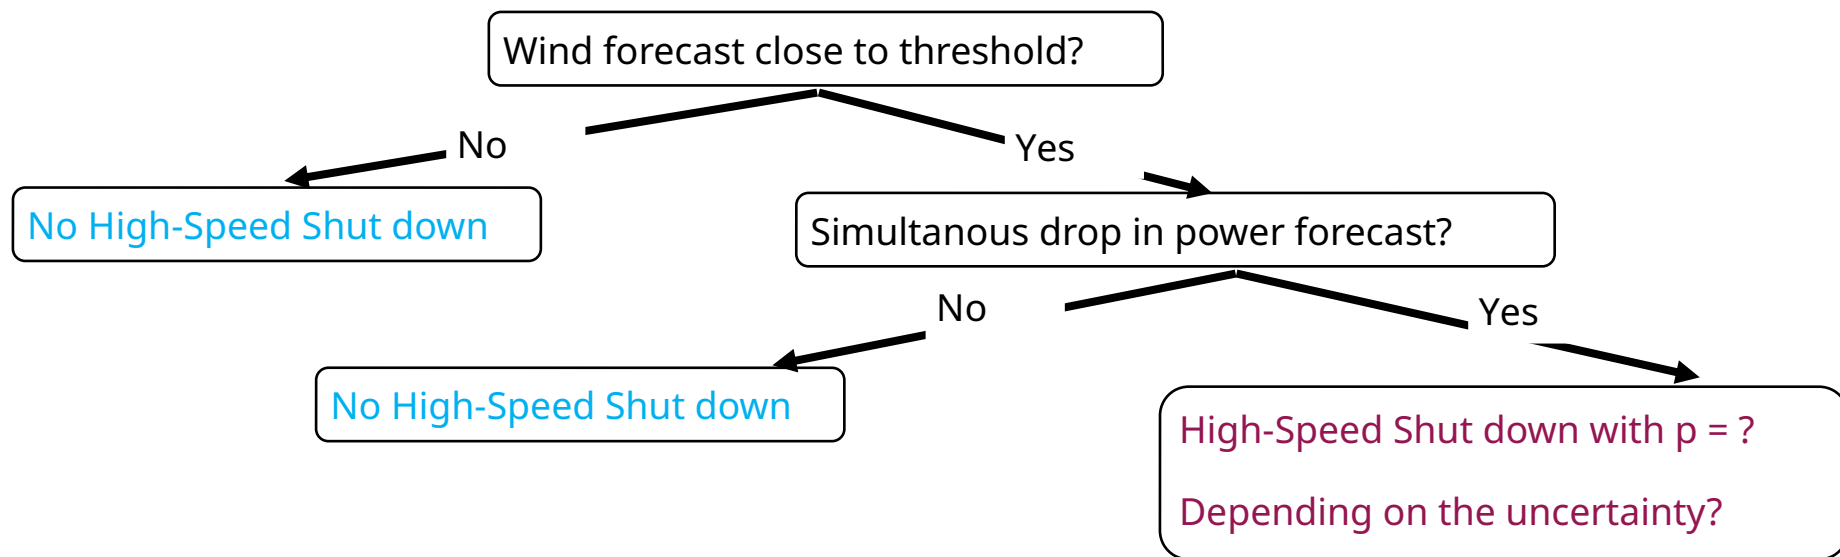 Wind forecast close to threshold?
No
Yes
No High-Speed Shut down
Simultanous drop in power forecast?
No
Yes
No High-Speed Shut down
High-Speed Shut down with p = ?
Depending on the uncertainty?